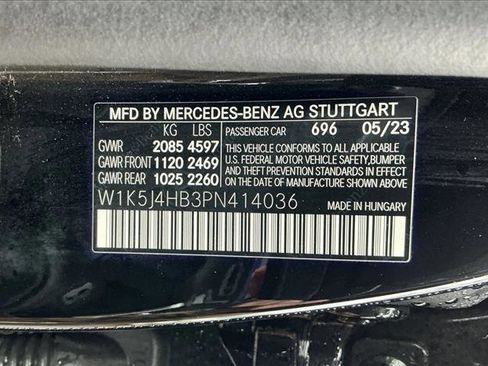 MFD BY MERCEDES-BENZ AG STUTTGART
KG LBS PASSENGER CAR 696 05/23
GWR 2085 4597 THIS VEHICLE CONFORMS TO ALL APPLICABLE
GAWR FRONT 1120 2469 U.S. FEDERAL MOTOR VEHICLE SAFETY, BUMPER
AND THEFT PREVENTION STANDARDS IN EFFECT
GAWR REAR 1025 2260 ON THE DATE OF MANUFACTURE SHOWN ABOVE.
W1K5J4HB3PN414036 MADE IN HUNGARY